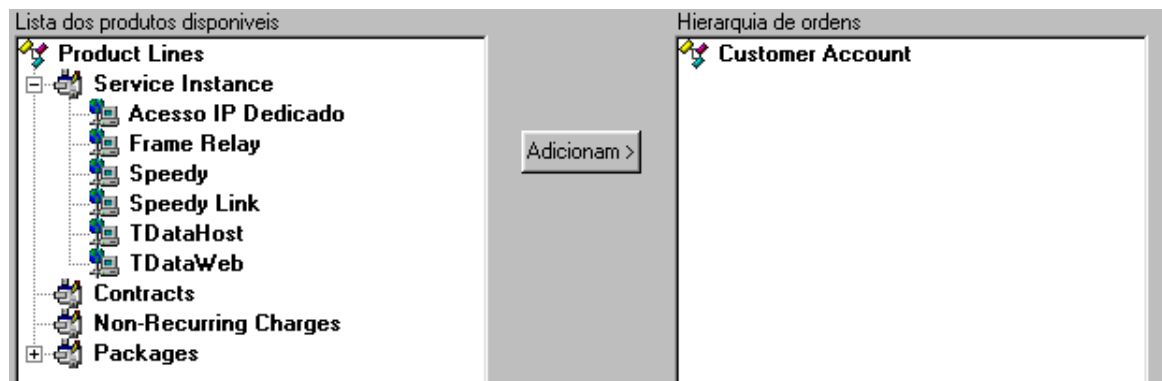 Lista dos produtos disponiveis
Product Lines
Service Instance
Acesso IP Dedicado
Frame Relay
Speedy
Speedy Link
TDataHost
TDataWeb
Contracts
Non-Recurring Charges
Packages
Adicionam >
Hierarquia de ordens
Customer Account